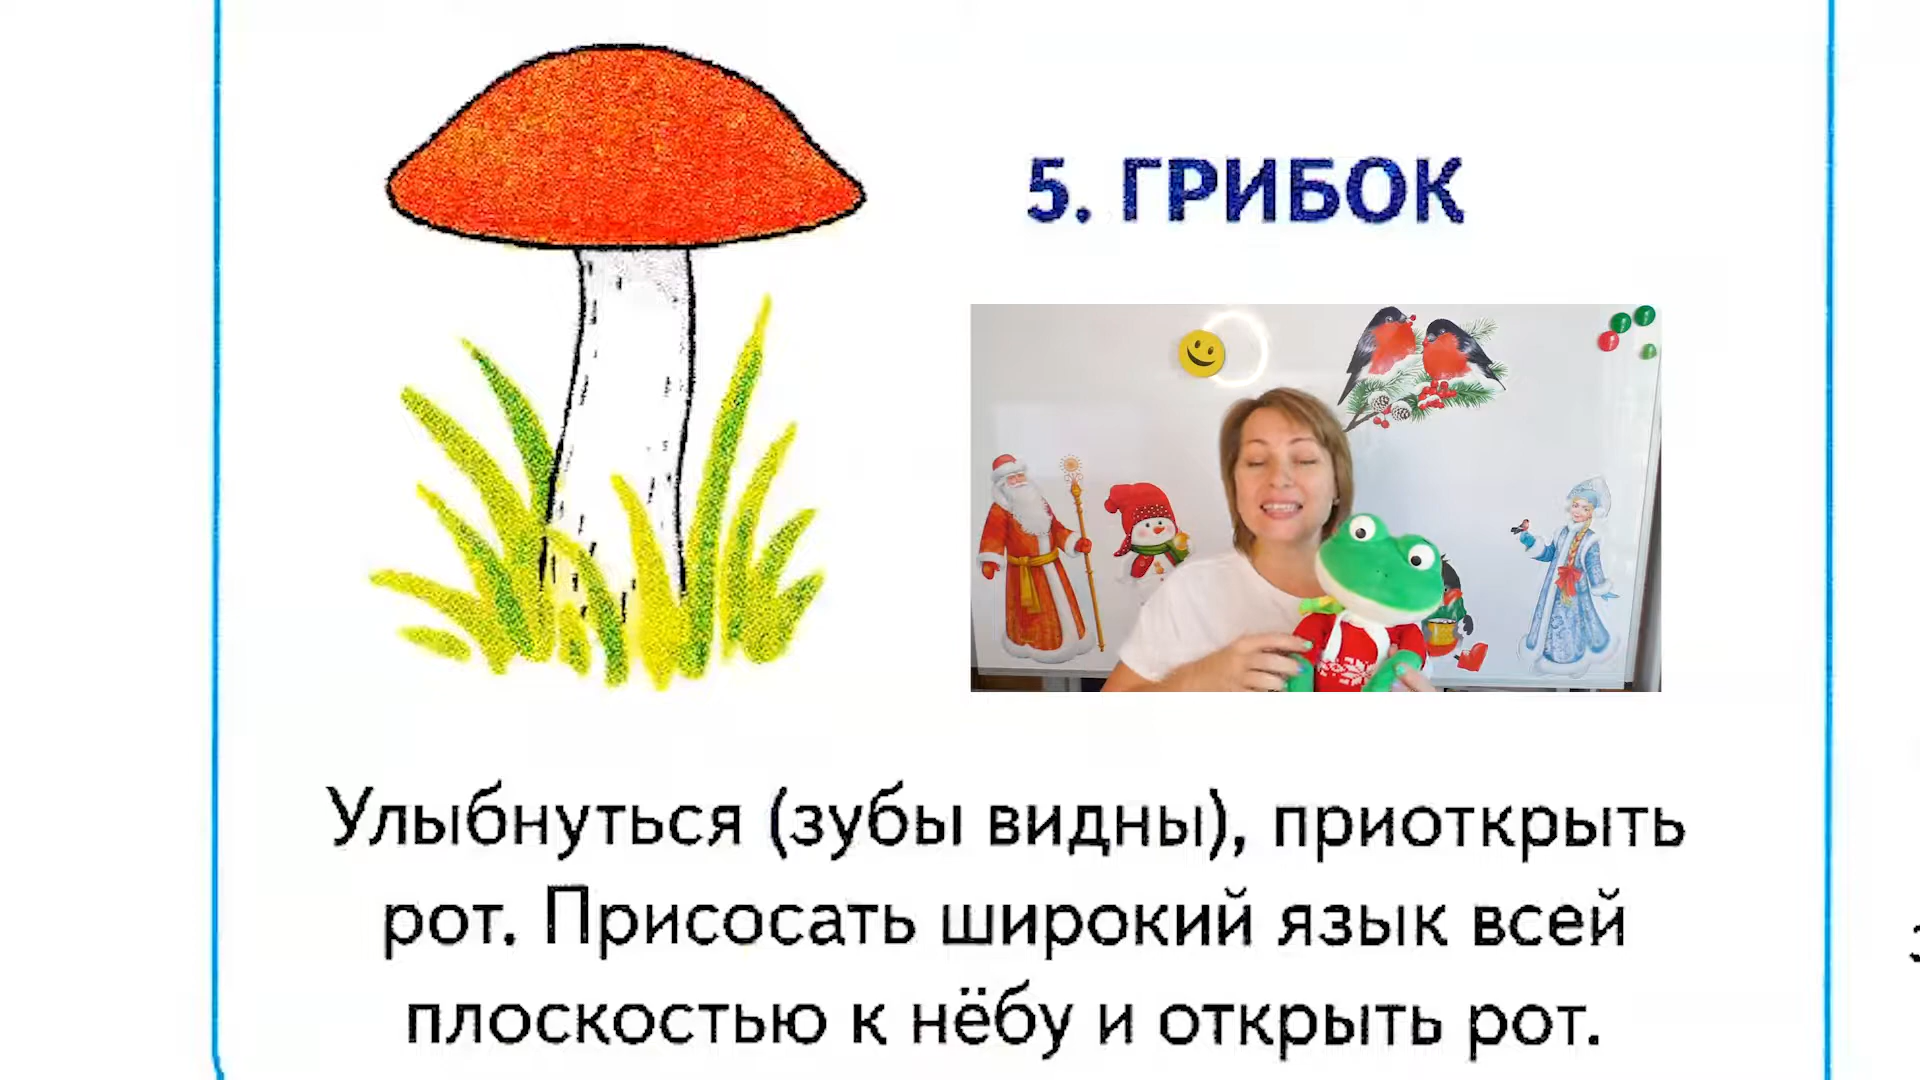 5. ГРИБОК
Улыбнуться (зубы видны), приоткрыть
рот. Присосать широкий язык всей
плоскостью к нёбу и открыть рот.